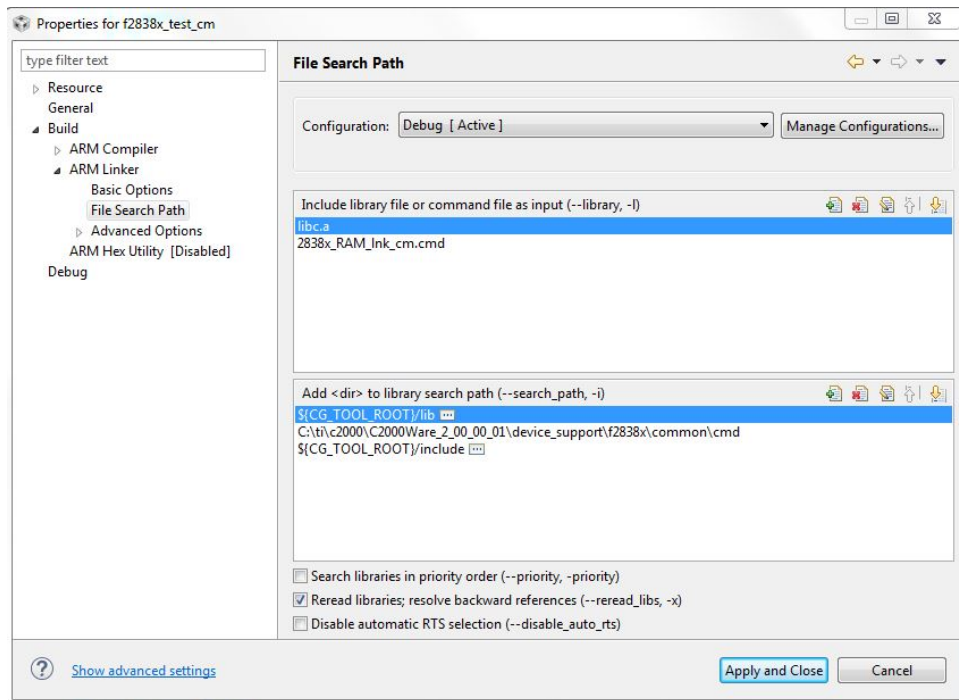 Properties for f2838x_test_cm
type filter text
Resource
General
Build
ARM Compiler
ARM Linker
Basic Options
File Search Path
Advanced Options
ARM Hex Utility [Disabled]
Debug
File Search Path
Configuration: Debug [ Active ]
Manage Configurations...
Include library file or command file as input (--library, -l)
libc.a
2838x_RAM_lnk_cm.cmd
Add <dir> to library search path (--search_path, -i)
${CG_TOOL_ROOT}/lib
C:\ti\c2000\C2000Ware_2_00_00_01\device_support\f2838x\common\cmd
${CG_TOOL_ROOT}/include
Search libraries in priority order (--priority, -priority)
Reread libraries; resolve backward references (--reread_libs, -x)
Disable automatic RTS selection (--disable_auto_rts)
Show advanced settings
Apply and Close
Cancel